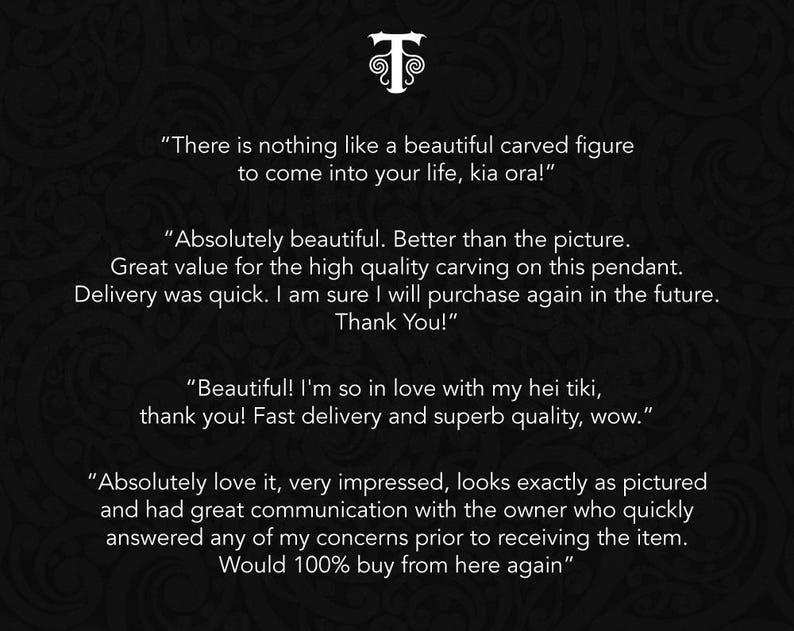 T
“There is nothing like a beautiful carved figure
to come into your life, kia ora!”
“Absolutely beautiful. Better than the picture.
Great value for the high quality carving on this pendant.
Delivery was quick. I am sure I will purchase again in the future.
Thank You!”
“Beautiful! I'm so in love with my hei tiki,
thank you! Fast delivery and superb quality, wow.”
“Absolutely love it, very impressed, looks exactly as pictured
and had great communication with the owner who quickly
answered any of my concerns prior to receiving the item.
Would 100% buy from here again”